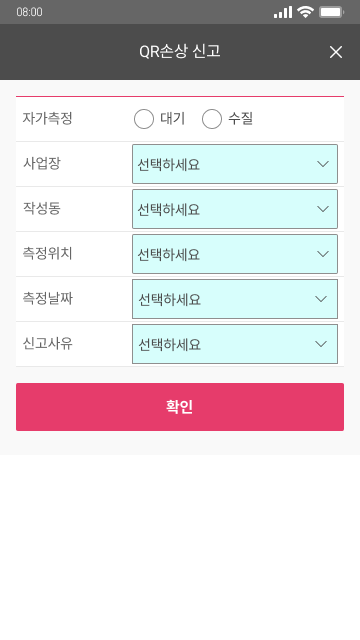 08:00
QR손상 신고
자가측정 대기 수질
사업장 선택하세요
작성동 선택하세요
측정위치 선택하세요
측정날짜 선택하세요
신고사유 선택하세요
확인